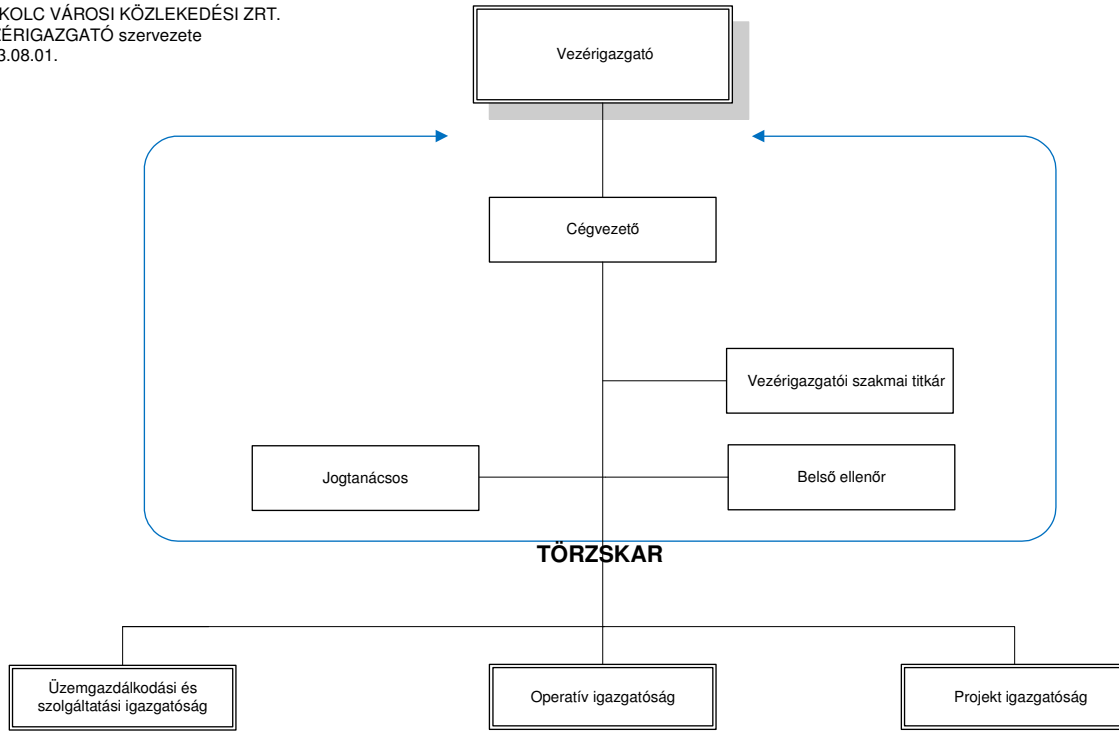 KOLC VÁROSI KÖZLEKEDÉSI ZRT.
ZÉRIGAZGATÓ szervezete
3.08.01.
Vezérigazgató
Cégvezető
Vezérigazgatói szakmai titkár
Jogtanácsos
Belső ellenőr
TÖRZSKAR
Üzemgazdálkodási és
szolgáltatási igazgatóság
Operatív igazgatóság
Projekt igazgatóság